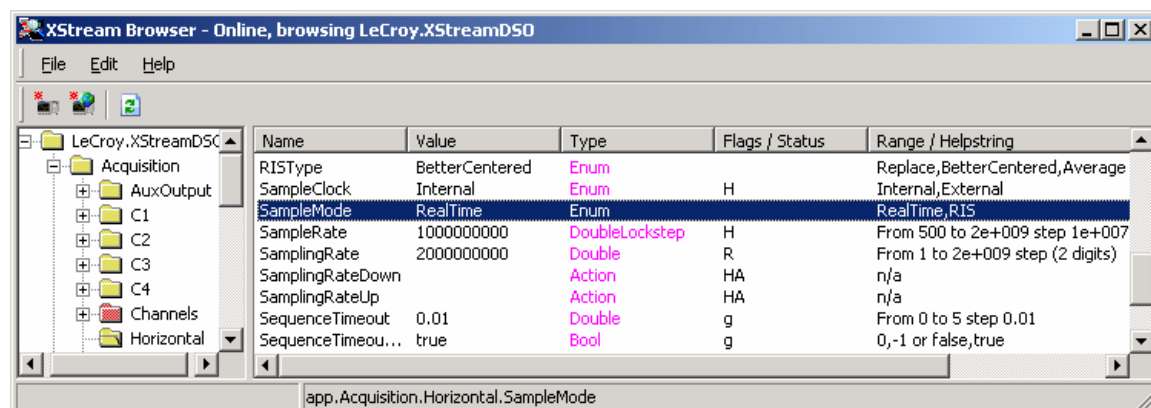 XStream Browser - Online, browsing LeCroy.XStreamDSO
File Edit Help
LeCroy.XStreamDSC
Acquisition
AuxOutput
C1
C2
C3
C4
Channels
Horizontal
Name Value Type Flags / Status Range / Helpstring
RISType BetterCentered Enum Replace,BetterCentered,Average
SampleClock Internal Enum H Internal,External
SampleMode RealTime Enum RealTime,RIS
SampleRate 1000000000 DoubleLockstep H From 500 to 2e+009 step 1e+007
SamplingRate 2000000000 Double R From 1 to 2e+009 step (2 digits)
SamplingRateDown Action HA n/a
SamplingRateUp Action HA n/a
SequenceTimeout 0.01 Double g From 0 to 5 step 0.01
SequenceTimeou... true Bool g 0,-1 or false,true
app.Acquisition.Horizontal.SampleMode